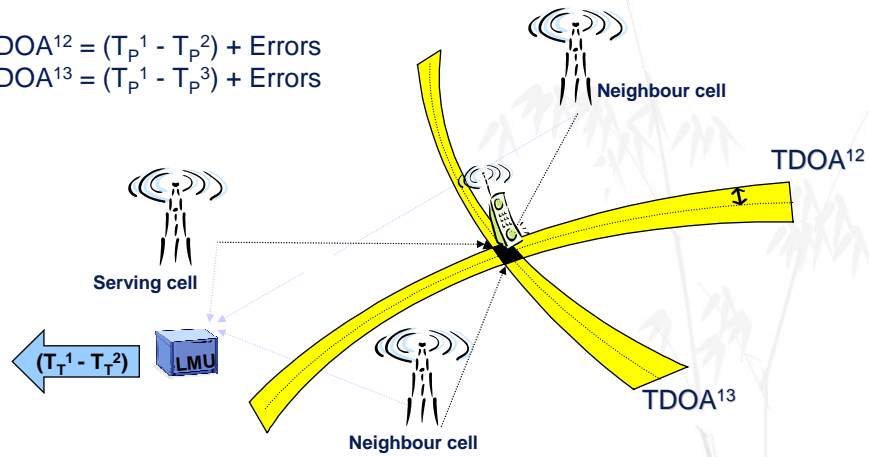 DOA¹² = (T_P¹ - T_P²) + Errors
DOA¹³ = (T_P¹ - T_P³) + Errors
Neighbour cell
TDOA¹²
Serving cell
(T_T¹ - T_T²)
LMU
TDOA¹³
Neighbour cell